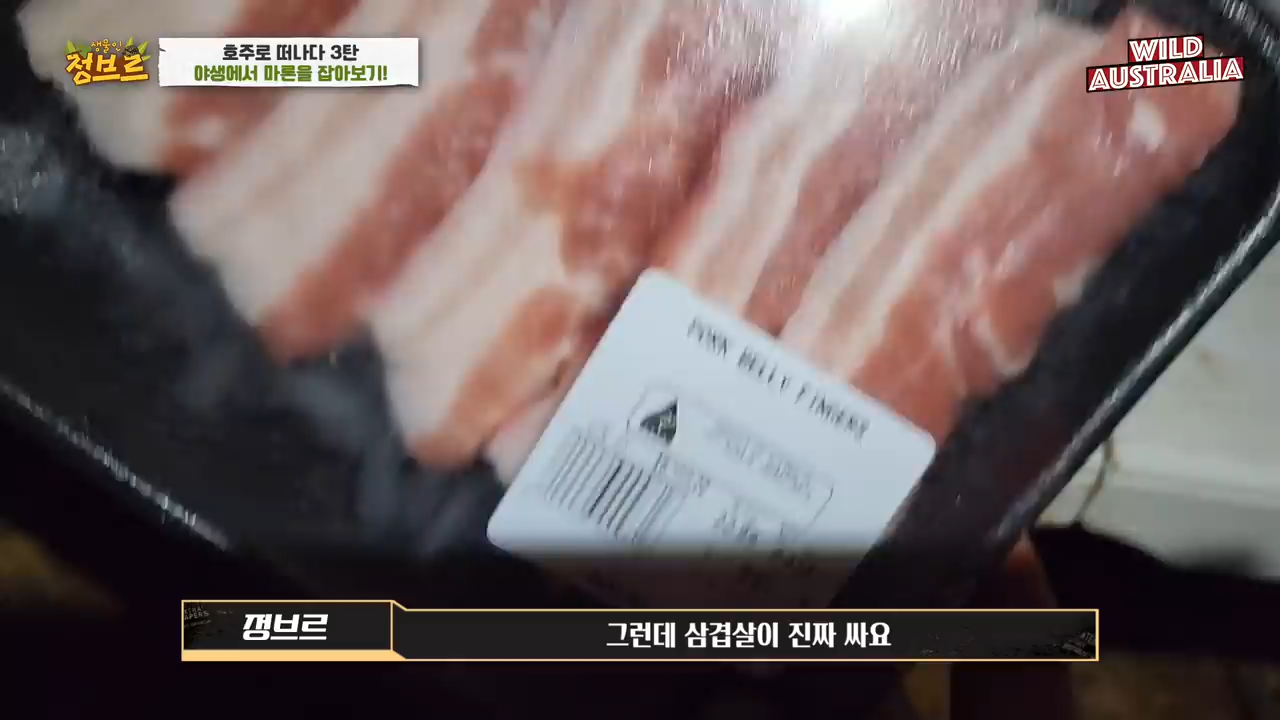 생물인
정브르
호주로 떠나다 3탄
야생에서 마론을 잡아보기!
WILD
AUSTRALIA
PORK BELLY FINGERS
정브르
그런데 삼겹살이 진짜 싸요